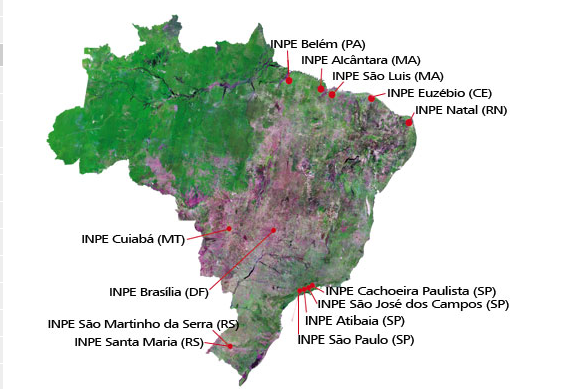 INPE Belém (PA)
INPE Alcântara (MA)
INPE São Luis (MA)
INPE Euzébio (CE)
INPE Natal (RN)
INPE Cuiabá (MT)
INPE Brasília (DF)
INPE Cachoeira Paulista (SP)
INPE São José dos Campos (SP)
INPE Atibaia (SP)
INPE São Paulo (SP)
INPE São Martinho da Serra (RS)
INPE Santa Maria (RS)